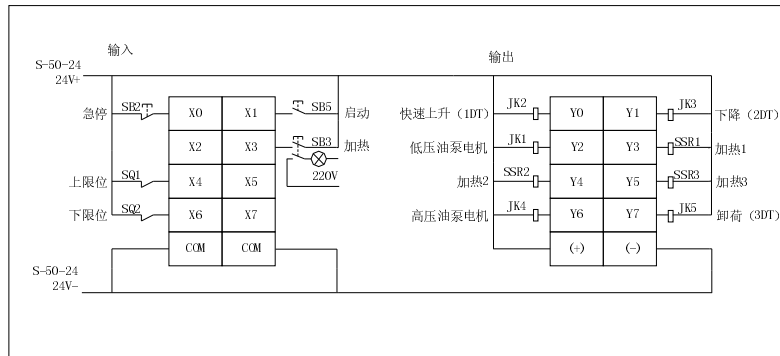 输入
输出
S-50-24
24V+
急停
SB2
X0
X1
SB5
启动
快速上升（1DT）
JK2
Y0
Y1
JK3
下降（2DT）
X2
X3
SB3
加热
低压油泵电机
JK1
Y2
Y3
SSR1
加热1
220V
上限位
SQ1
X4
X5
加热2
SSR2
Y4
Y5
SSR3
加热3
下限位
SQ2
X6
X7
高压油泵电机
JK4
Y6
Y7
JK5
卸荷（3DT）
COM
COM
(+)
(-)
S-50-24
24V-